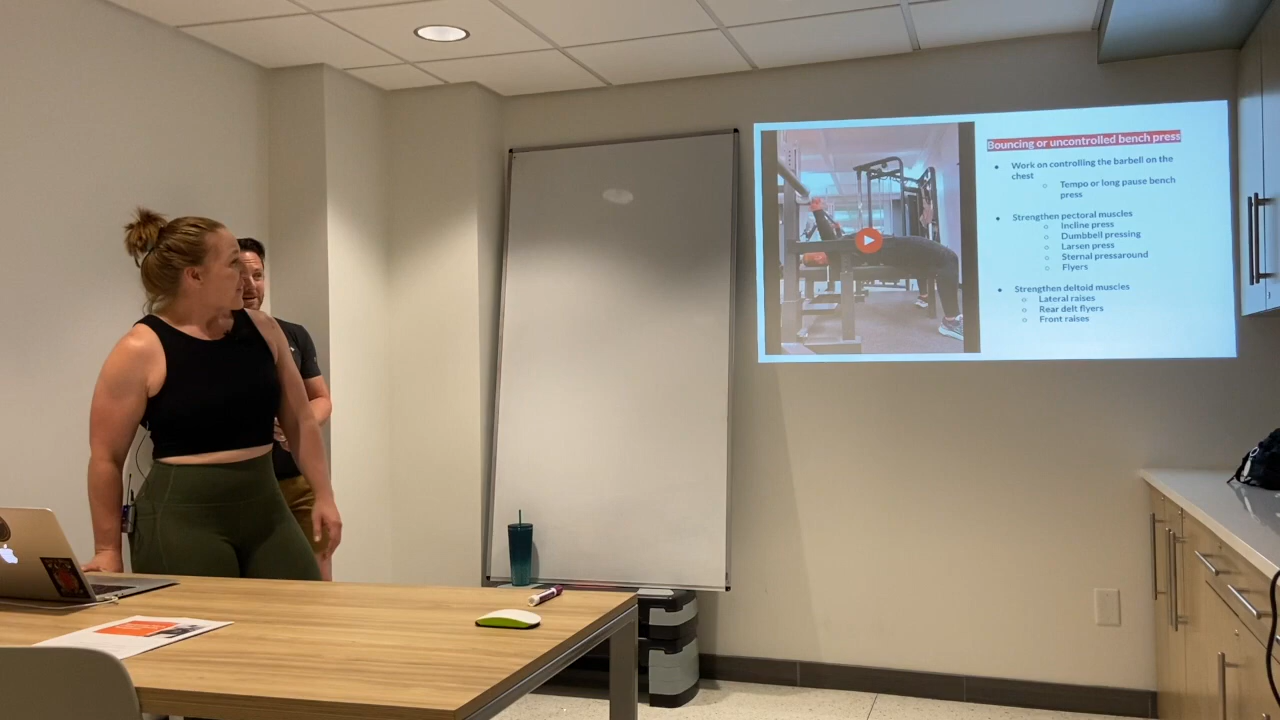 Bouncing or uncontrolled bench press
Work on controlling the barbell on the
chest
Tempo or long pause bench
press
Strengthen pectoral muscles
Incline press
Dumbbell pressing
Larsen press
Sternal pressaround
Flyers
Strengthen deltoid muscles
Lateral raises
Rear delt flyers
Front raises